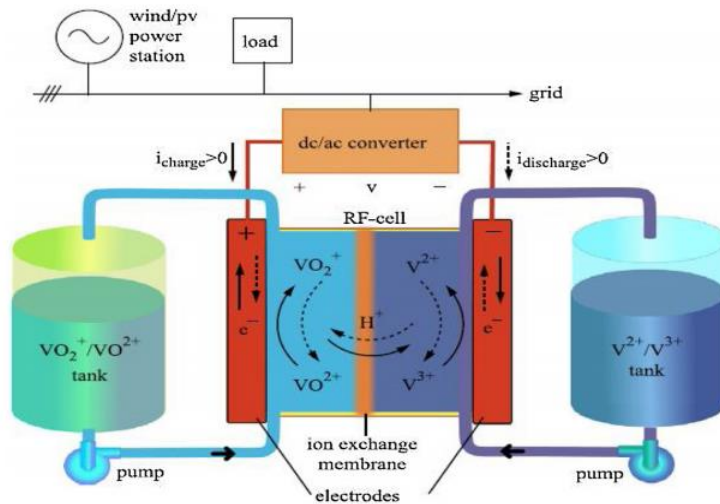 wind/pv
power
station
load
grid
dc/ac converter
i_charge>0
i_discharge>0
+ v −
RF-cell
+
−
VO₂⁺
V²⁺
e⁻
H⁺
e⁻
VO₂⁺/VO²⁺
tank
VO²⁺
V³⁺
V²⁺/V³⁺
tank
pump
ion exchange
membrane
pump
electrodes